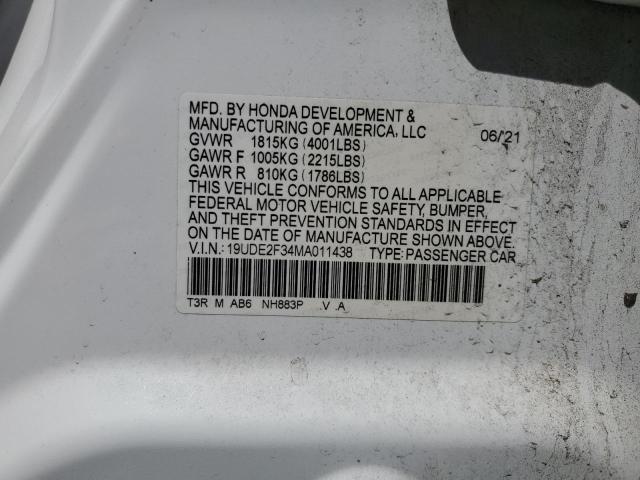 MFD. BY HONDA DEVELOPMENT &
MANUFACTURING OF AMERICA, LLC 06/21
GVWR 1815KG (4001LBS)
GAWR F 1005KG (2215LBS)
GAWR R 810KG (1786LBS)
THIS VEHICLE CONFORMS TO ALL APPLICABLE
FEDERAL MOTOR VEHICLE SAFETY, BUMPER,
AND THEFT PREVENTION STANDARDS IN EFFECT
ON THE DATE OF MANUFACTURE SHOWN ABOVE.
V.I.N.: 19UDE2F34MA011438 TYPE: PASSENGER CAR
T3R M AB6 NH883P V A